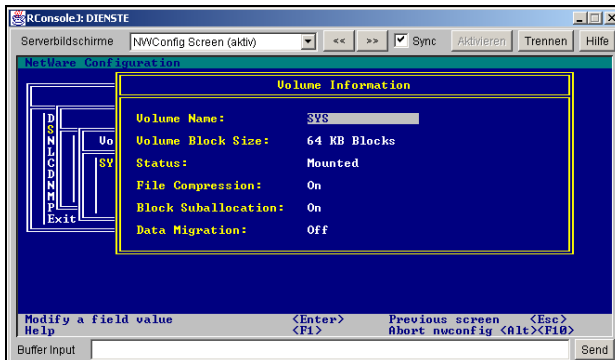 RConsoleJ: DIENSTE
Serverbildschirme NWConfig Screen (aktiv) << >> Sync Aktivieren Trennen Hilfe
NetWare Configuration
Volume Information
D
S
N Vo
L
C SY
D
N
M
P
Exit
Volume Name: SYS
Volume Block Size: 64 KB Blocks
Status: Mounted
File Compression: On
Block Suballocation: On
Data Migration: Off
Modify a field value <Enter> Previous screen <Esc>
Help <F1> Abort nwconfig <Alt><F10>
Buffer Input Send